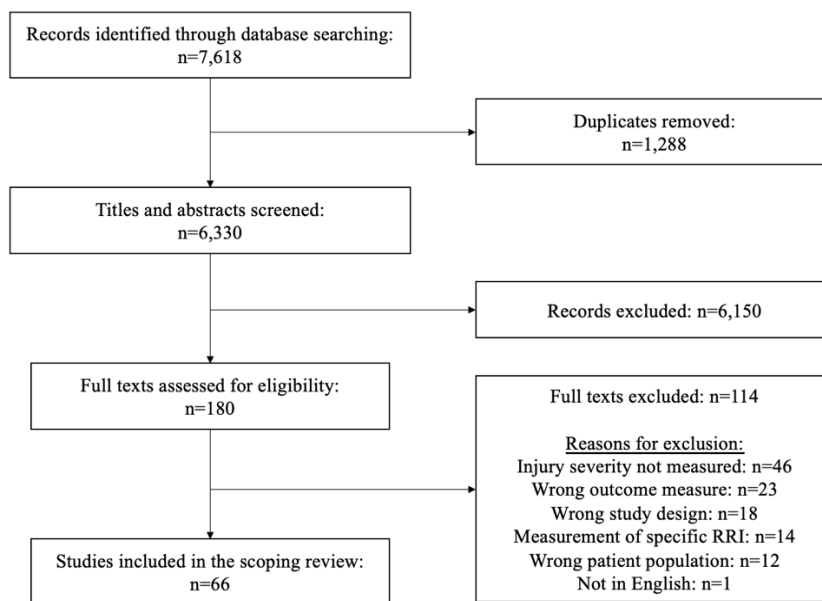 Records identified through database searching:
n=7,618
Duplicates removed:
n=1,288
Titles and abstracts screened:
n=6,330
Records excluded: n=6,150
Full texts assessed for eligibility:
n=180
Full texts excluded: n=114
Reasons for exclusion:
Injury severity not measured: n=46
Wrong outcome measure: n=23
Wrong study design: n=18
Measurement of specific RRI: n=14
Wrong patient population: n=12
Not in English: n=1
Studies included in the scoping review:
n=66